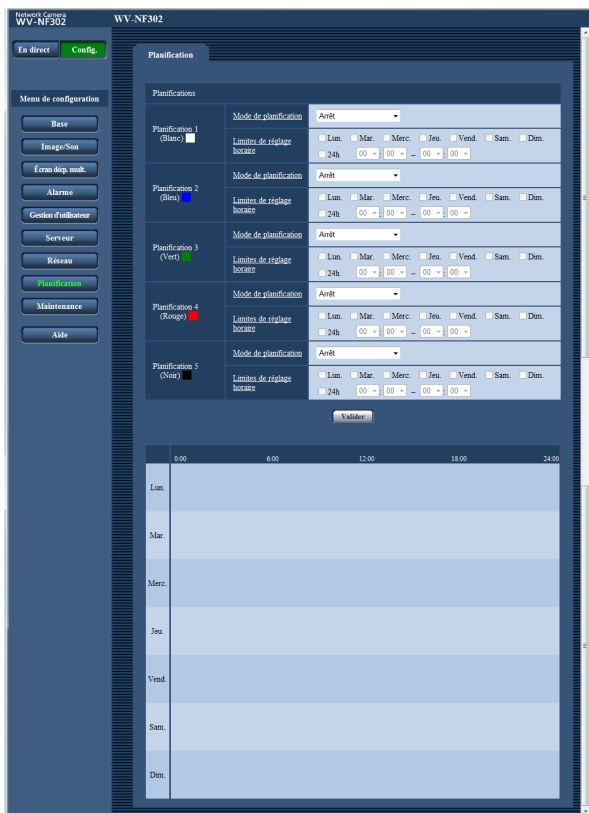 Network Camera
WV-NF302
WV-NF302
En direct Config.
Menu de configuration
Base
Image/Son
Écran décp. mult.
Alarme
Gestion d'utilisateur
Serveur
Réseau
Planification
Maintenance
Aide
Planification
Planifications
Planification 1
(Blanc)
Mode de planification Arrêt
Limites de réglage
horaire
Lun. Mar. Merc. Jeu. Vend. Sam. Dim.
24h 00 : 00 – 00 : 00
Planification 2
(Bleu)
Mode de planification Arrêt
Limites de réglage
horaire
Lun. Mar. Merc. Jeu. Vend. Sam. Dim.
24h 00 : 00 – 00 : 00
Planification 3
(Vert)
Mode de planification Arrêt
Limites de réglage
horaire
Lun. Mar. Merc. Jeu. Vend. Sam. Dim.
24h 00 : 00 – 00 : 00
Planification 4
(Rouge)
Mode de planification Arrêt
Limites de réglage
horaire
Lun. Mar. Merc. Jeu. Vend. Sam. Dim.
24h 00 : 00 – 00 : 00
Planification 5
(Noir)
Mode de planification Arrêt
Limites de réglage
horaire
Lun. Mar. Merc. Jeu. Vend. Sam. Dim.
24h 00 : 00 – 00 : 00
Valider
0:00 6:00 12:00 18:00 24:00
Lun.
Mar.
Merc.
Jeu.
Vend.
Sam.
Dim.